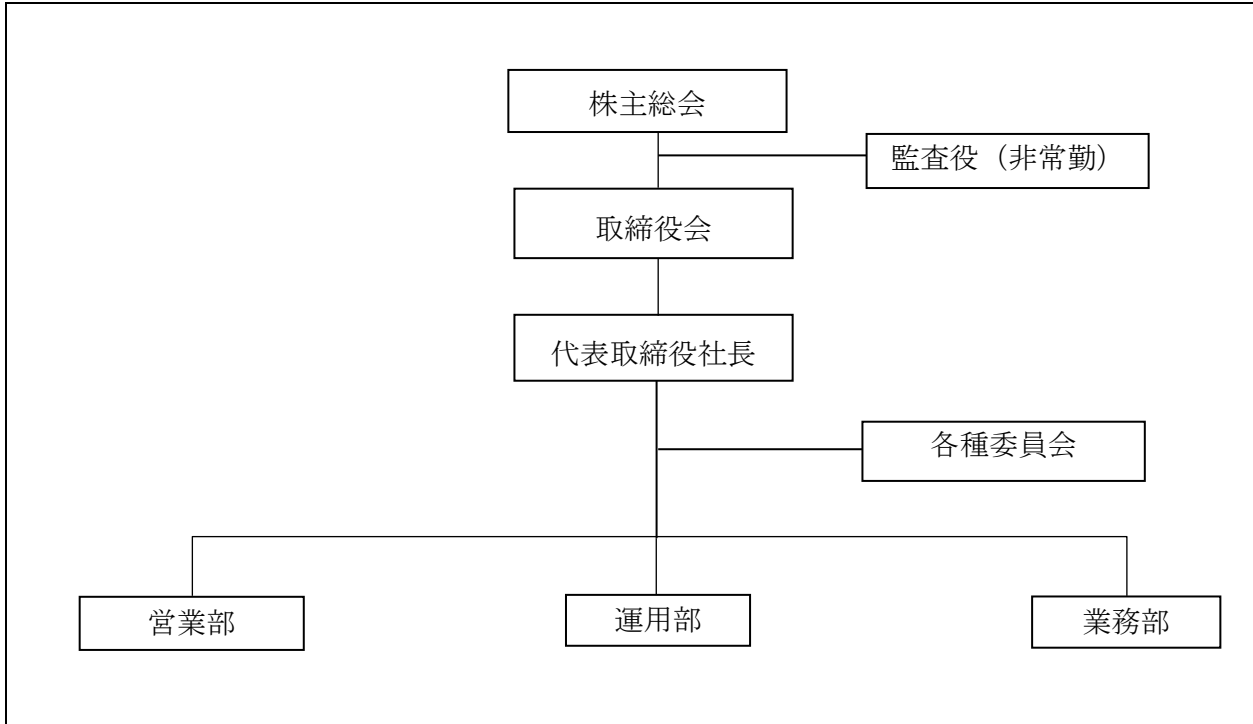 株主総会
監査役（非常勤）
取締役会
代表取締役社長
各種委員会
営業部
運用部
業務部